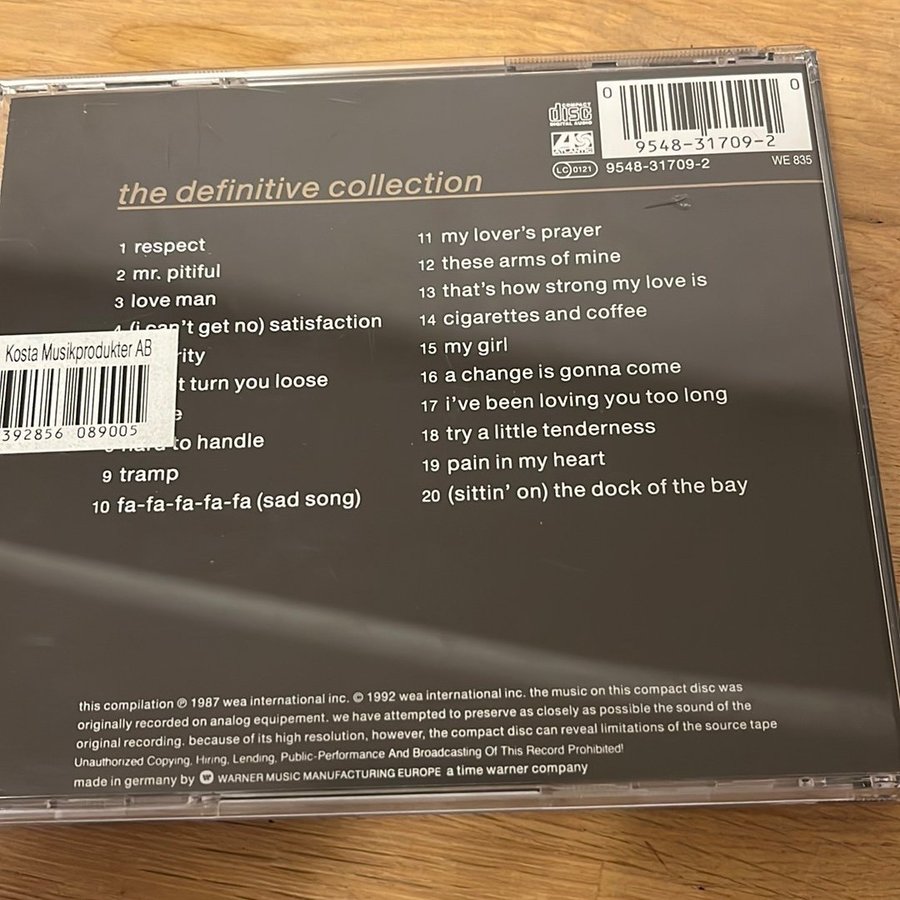 COMPACT
disc
DIGITAL AUDIO
ATLANTIC
LC 0121
0 0
9548-31709-2
9548-31709-2
WE 835
the definitive collection
1 respect
2 mr. pitiful
3 love man
4 (i can't get no) satisfaction
rity
t turn you loose
e
8 hard to handle
9 tramp
10 fa-fa-fa-fa-fa (sad song)
11 my lover's prayer
12 these arms of mine
13 that's how strong my love is
14 cigarettes and coffee
15 my girl
16 a change is gonna come
17 i've been loving you too long
18 try a little tenderness
19 pain in my heart
20 (sittin' on) the dock of the bay
Kosta Musikprodukter AB
392856 089005
this compilation ℗ 1987 wea international inc. © 1992 wea international inc. the music on this compact disc was
originally recorded on analog equipement. we have attempted to preserve as closely as possible the sound of the
original recording. because of its high resolution, however, the compact disc can reveal limitations of the source tape
Unauthorized Copying, Hiring, Lending, Public-Performance And Broadcasting Of This Record Prohibited!
made in germany by WARNER MUSIC MANUFACTURING EUROPE a time warner company